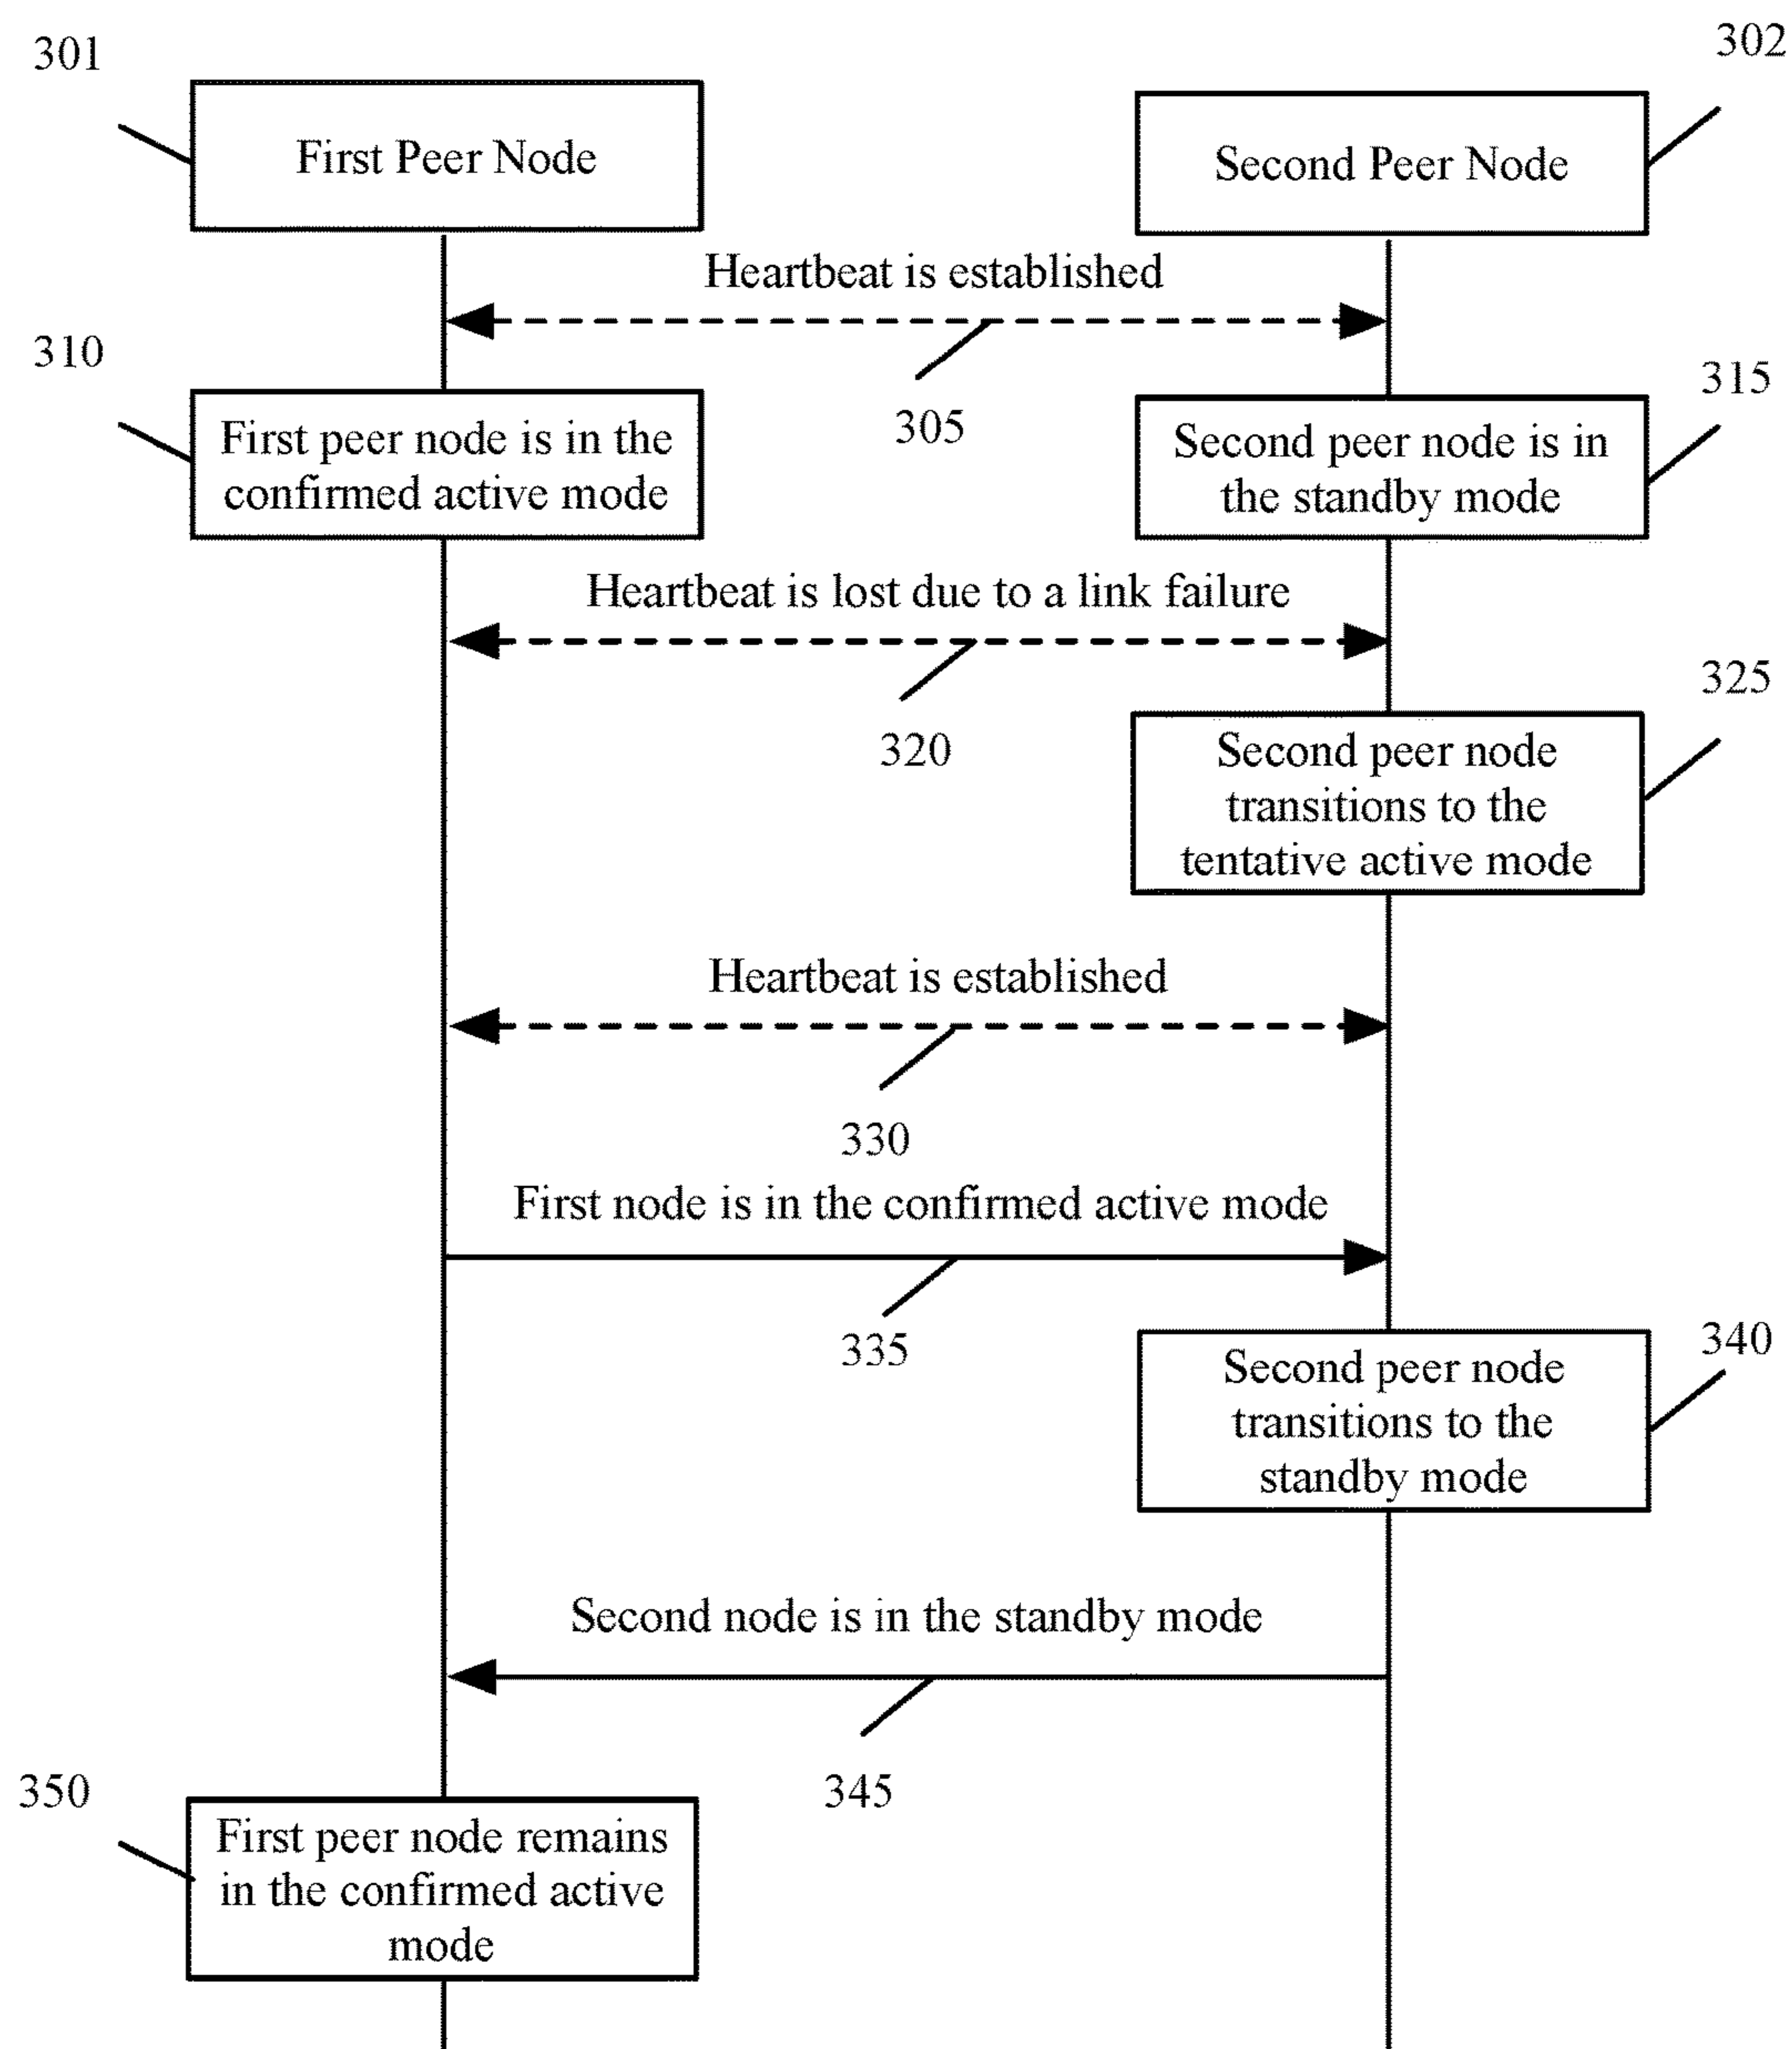 301
302
First Peer Node
Second Peer Node
Heartbeat is established
305
310
First peer node is in the
confirmed active mode
315
Second peer node is in
the standby mode
Heartbeat is lost due to a link failure
320
325
Second peer node
transitions to the
tentative active mode
Heartbeat is established
330
First node is in the confirmed active mode
335
340
Second peer node
transitions to the
standby mode
Second node is in the standby mode
345
350
First peer node remains
in the confirmed active
mode